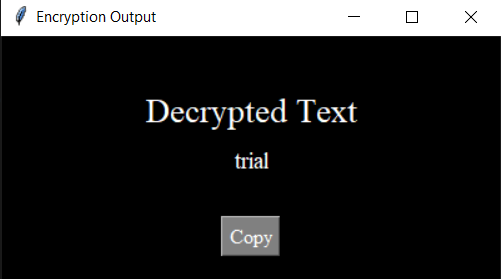 Encryption Output
Decrypted Text
trial
Copy